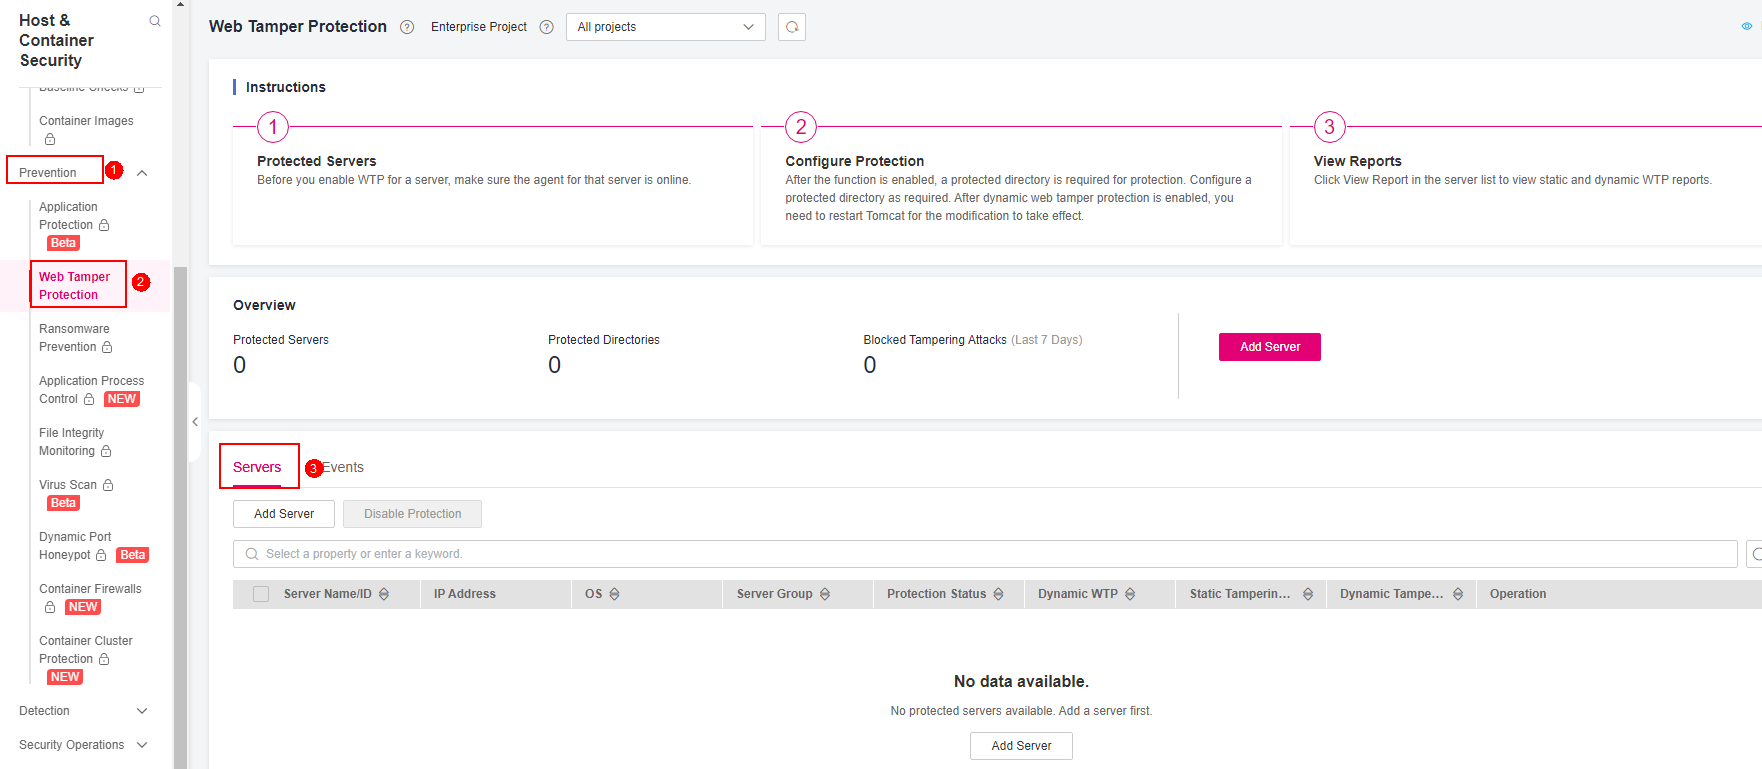 Host &
Container
Security
Baseline Checks
Container Images
Prevention
1
Application
Protection
Beta
Web Tamper
Protection
2
Ransomware
Prevention
Application Process
Control NEW
File Integrity
Monitoring
Virus Scan
Beta
Dynamic Port
Honeypot Beta
Container Firewalls
NEW
Container Cluster
Protection
NEW
Detection
Security Operations
Web Tamper Protection ? Enterprise Project ? All projects
Instructions
1
Protected Servers
Before you enable WTP for a server, make sure the agent for that server is online.
2
Configure Protection
After the function is enabled, a protected directory is required for protection. Configure a
protected directory as required. After dynamic web tamper protection is enabled, you
need to restart Tomcat for the modification to take effect.
3
View Reports
Click View Report in the server list to view static and dynamic WTP reports.
Overview
Protected Servers
0
Protected Directories
0
Blocked Tampering Attacks (Last 7 Days)
0
Add Server
Servers 3 Events
Add Server Disable Protection
Select a property or enter a keyword.
Server Name/ID IP Address OS Server Group Protection Status Dynamic WTP Static Tamperin... Dynamic Tampe... Operation
No data available.
No protected servers available. Add a server first.
Add Server